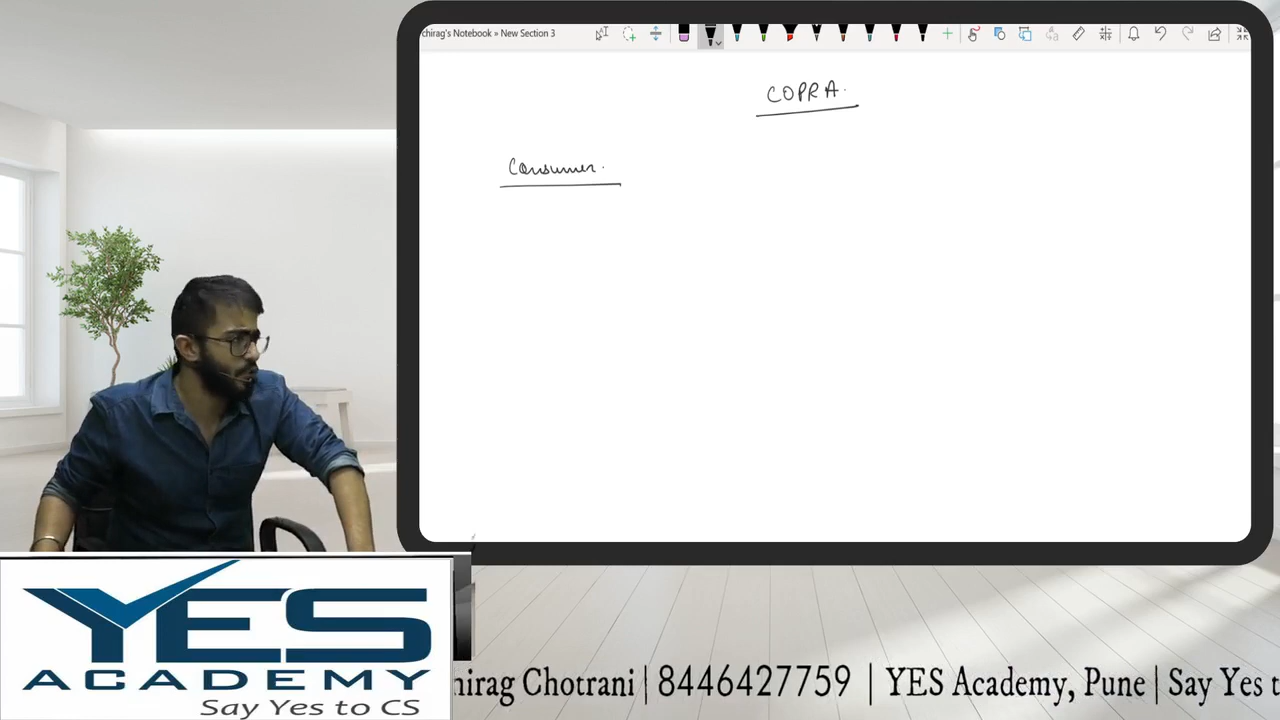 chirag's Notebook » New Section 3
COPRA.
Consumer.
YES
ACADEMY
Say Yes to CS
hirag Chotrani | 8446427759 | YES Academy, Pune | Say Yes t